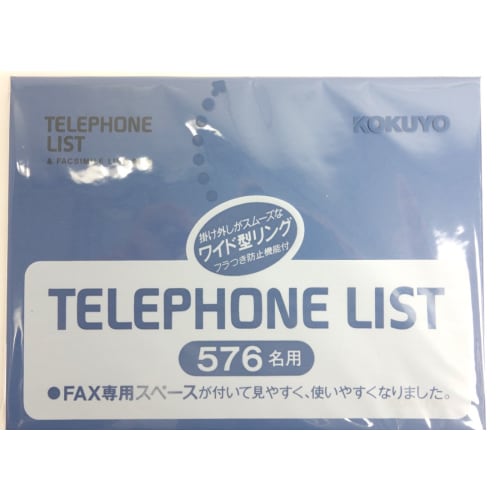 TELEPHONE
LIST
& FACSIMILE
KOKUYO
掛け外しがスムーズな
ワイド型リング
フラつき防止機能付
TELEPHONE LIST
576名用
●FAX専用スペースが付いて見やすく、使いやすくなりました。